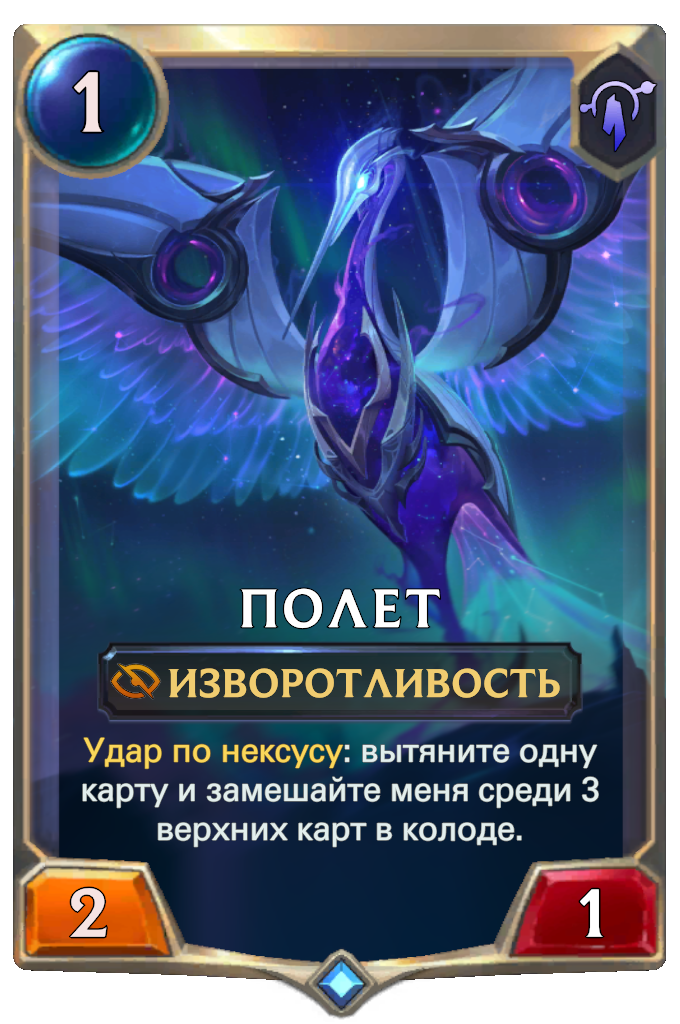 1
ПОЛЕТ
ИЗВОРОТЛИВОСТЬ
Удар по нексусу: вытяните одну
карту и замешайте меня среди 3
верхних карт в колоде.
2
1